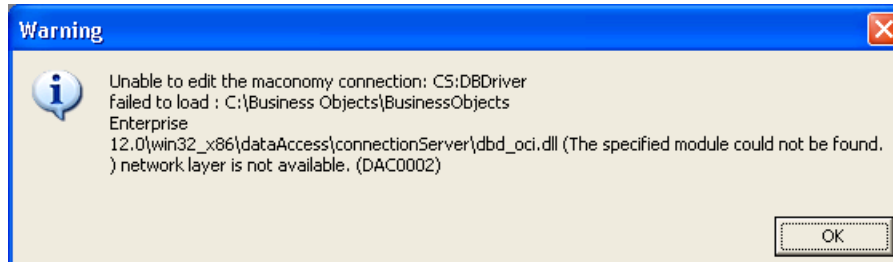 Warning
Unable to edit the maconomy connection: CS:DBDriver
failed to load : C:\Business Objects\BusinessObjects
Enterprise
12.0\win32_x86\dataAccess\connectionServer\dbd_oci.dll (The specified module could not be found.
) network layer is not available. (DAC0002)
OK